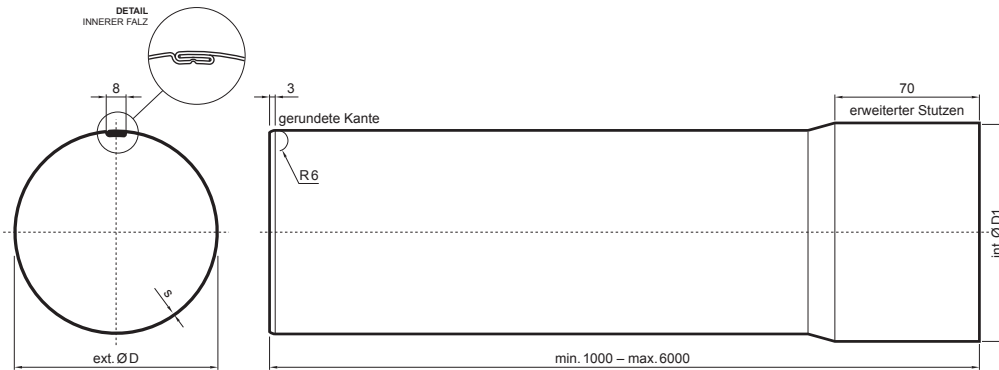 DETAIL
INNERER FALZ
8
3
gerundete Kante
R6
70
erweiterter Stutzen
int. Ø D1
s
ext. Ø D
min. 1000 – max. 6000